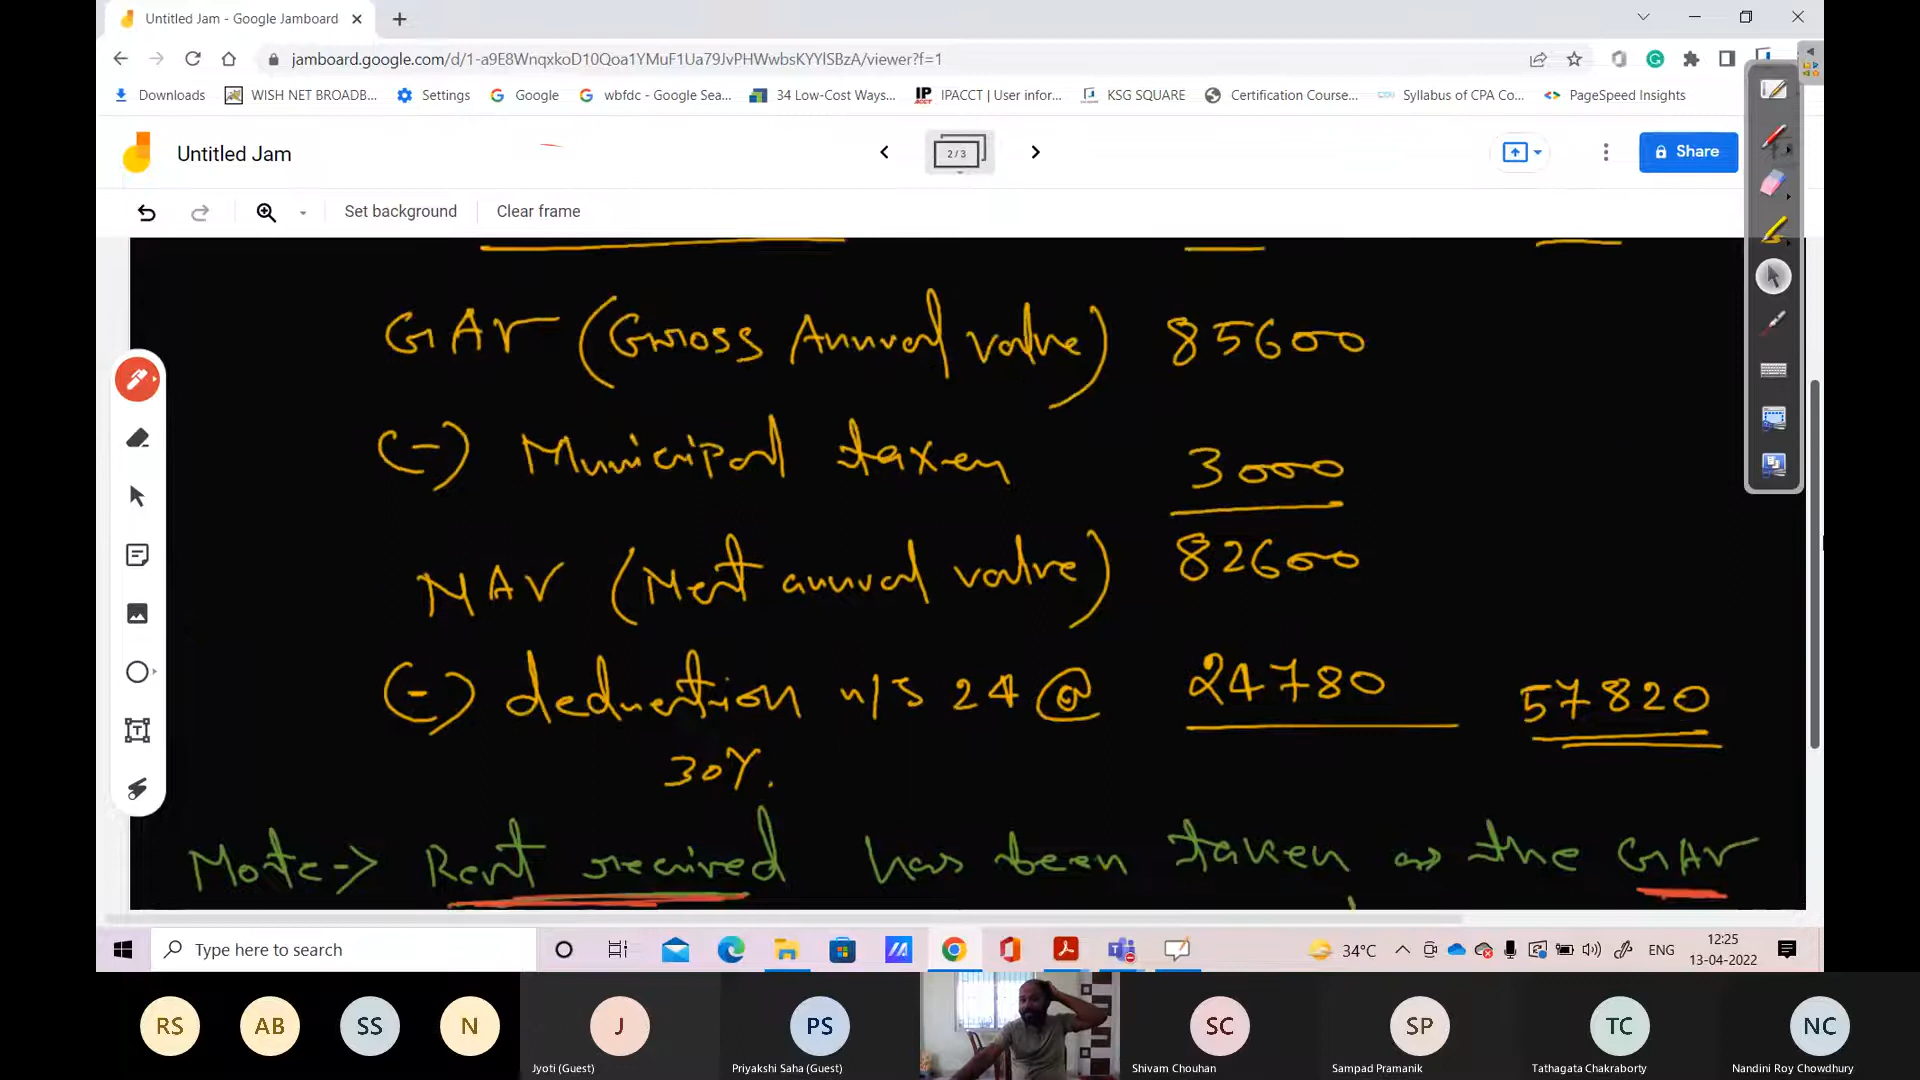 Untitled Jam - Google Jamboard
jamboard.google.com/d/1-a9E8WnqxkoD10Qoa1YMuF1Ua79JvPHWwbsKYYlSBzA/viewer?f=1
Downloads WISH NET BROADB... Settings Google wbfdc - Google Sea... 34 Low-Cost Ways... IPACCT | User infor... KSG SQUARE Certification Course... Syllabus of CPA Co... PageSpeed Insights
Untitled Jam 2 / 3 Share
Set background Clear frame
GAV (Gross Annual value) 85600
(-) Municipal taxes 3000
NAV (Net annual value) 82600
(-) deduction u/s 24 @ 24780 57820
30%.
Note-> Rent received has been taken as the GAV
Type here to search 34°C ENG 12:25
13-04-2022
RS AB SS N J PS SC SP TC NC
Jyoti (Guest) Priyakshi Saha (Guest) Shivam Chouhan Sampad Pramanik Tathagata Chakraborty Nandini Roy Chowdhury